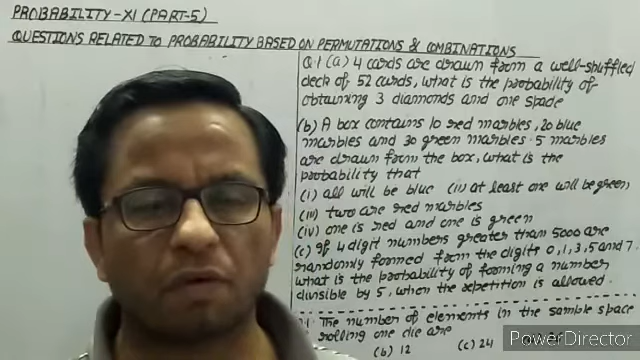 PROBABILITY-XI (PART-5)
QUESTIONS RELATED TO PROBABILITY BASED ON PERMUTATIONS & COMBINATIONS
Q.1 (a) 4 cards are drawn from a well-shuffled
deck of 52 cards, what is the probability of
obtaining 3 diamonds and one spade
(b) A box contains 10 red marbles, 20 blue
marbles and 30 green marbles. 5 marbles
are drawn from the box, what is the
probability that
(i) all will be blue (ii) at least one will be green
(iii) two are red marbles
(iv) one is red and one is green
(c) If 4 digit numbers greater than 5000 are
randomly formed from the digits 0, 1, 3, 5 and 7.
what is the probability of forming a number
divisible by 5, when the repetition is allowed.
The number of elements in the sample space
rolling one die are
(b) 12 (c) 24
PowerDirector